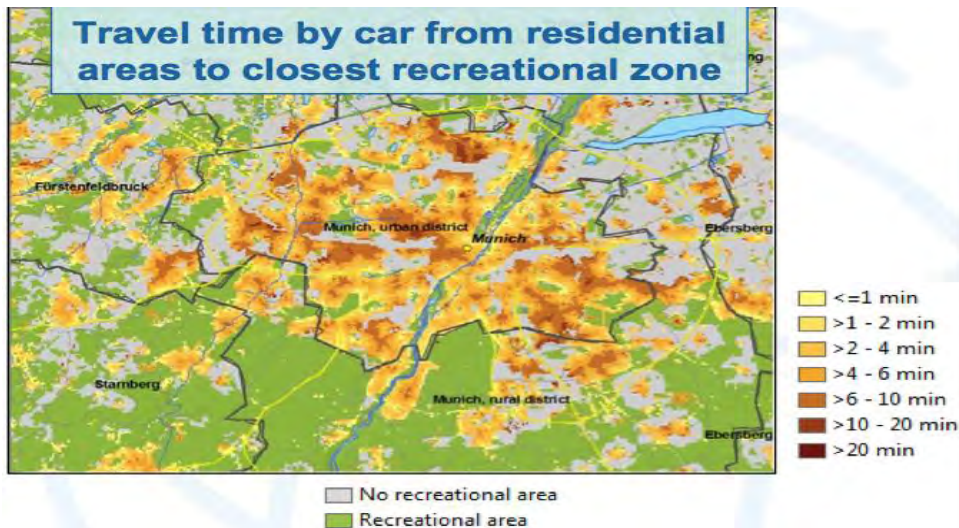 Travel time by car from residential
areas to closest recreational zone
ng
Fürstenfeldbruck
Munich, urban district
Munich
Ebersberg
Starnberg
Munich, rural district
Ebersberg
<=1 min
>1 - 2 min
>2 - 4 min
>4 - 6 min
>6 - 10 min
>10 - 20 min
>20 min
No recreational area
Recreational area